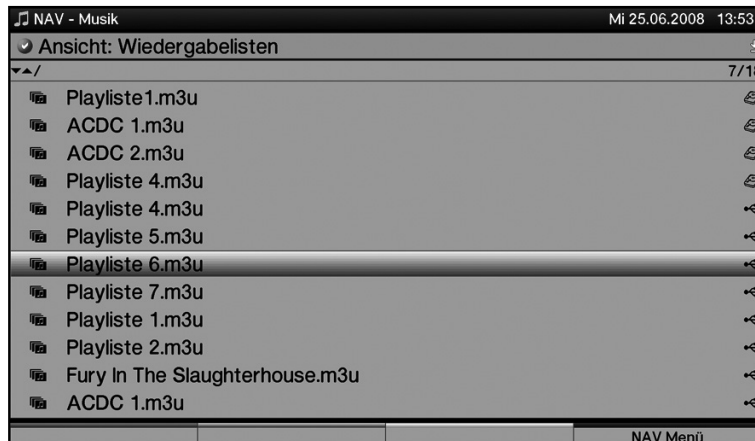 NAV - Musik Mi 25.06.2008 13:53
Ansicht: Wiedergabelisten
/ 7/18
Playliste1.m3u
ACDC 1.m3u
ACDC 2.m3u
Playliste 4.m3u
Playliste 4.m3u
Playliste 5.m3u
Playliste 6.m3u
Playliste 7.m3u
Playliste 1.m3u
Playliste 2.m3u
Fury In The Slaughterhouse.m3u
ACDC 1.m3u
NAV Menü